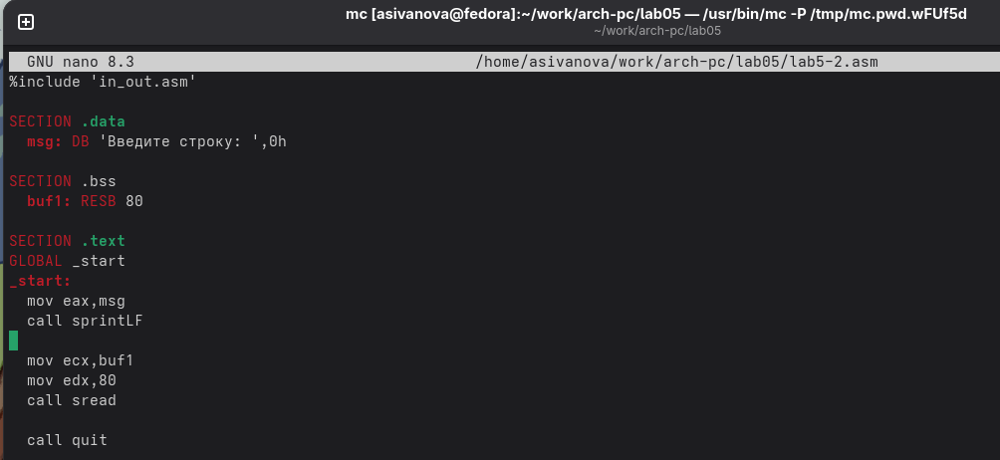 mc [asivanova@fedora]:~/work/arch-pc/lab05 — /usr/bin/mc -P /tmp/mc.pwd.wFUf5d
~/work/arch-pc/lab05
GNU nano 8.3 /home/asivanova/work/arch-pc/lab05/lab5-2.asm
%include 'in_out.asm'
SECTION .data
msg: DB 'Введите строку: ',0h
SECTION .bss
buf1: RESB 80
SECTION .text
GLOBAL _start
_start:
mov eax,msg
call sprintLF
mov ecx,buf1
mov edx,80
call sread
call quit